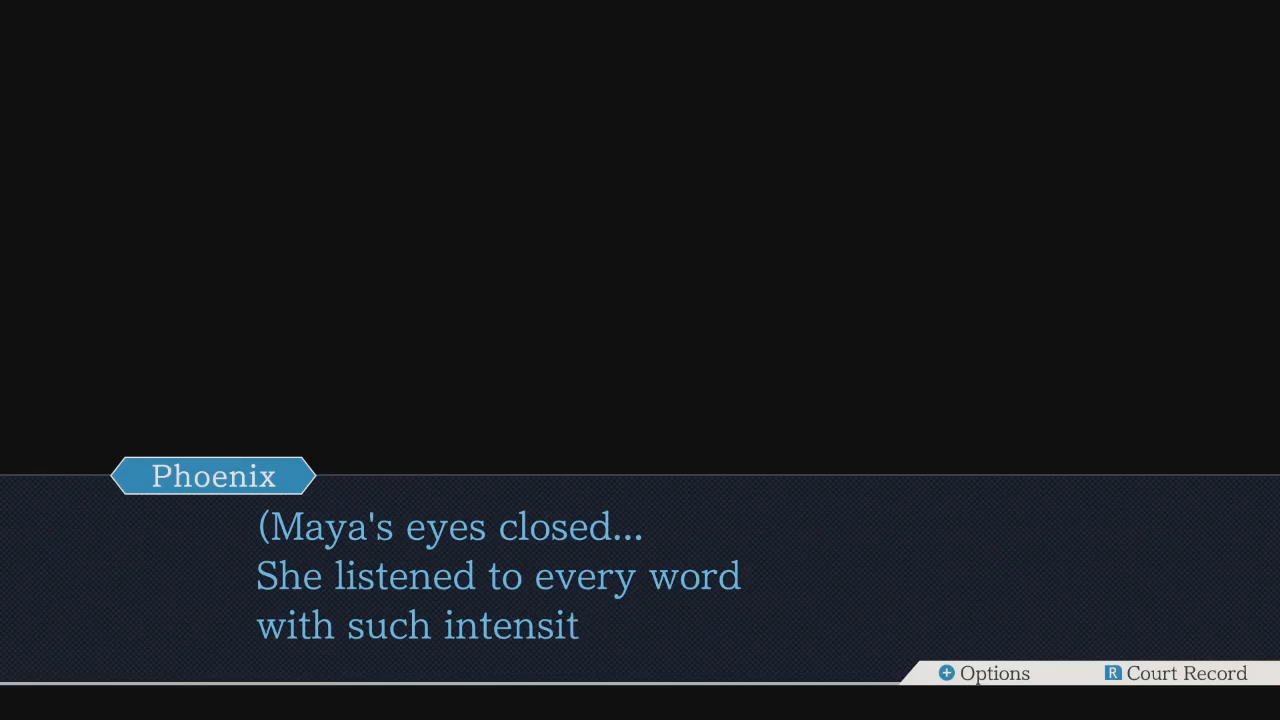 Phoenix
(Maya's eyes closed...
She listened to every word
with such intensit
+ Options
R Court Record